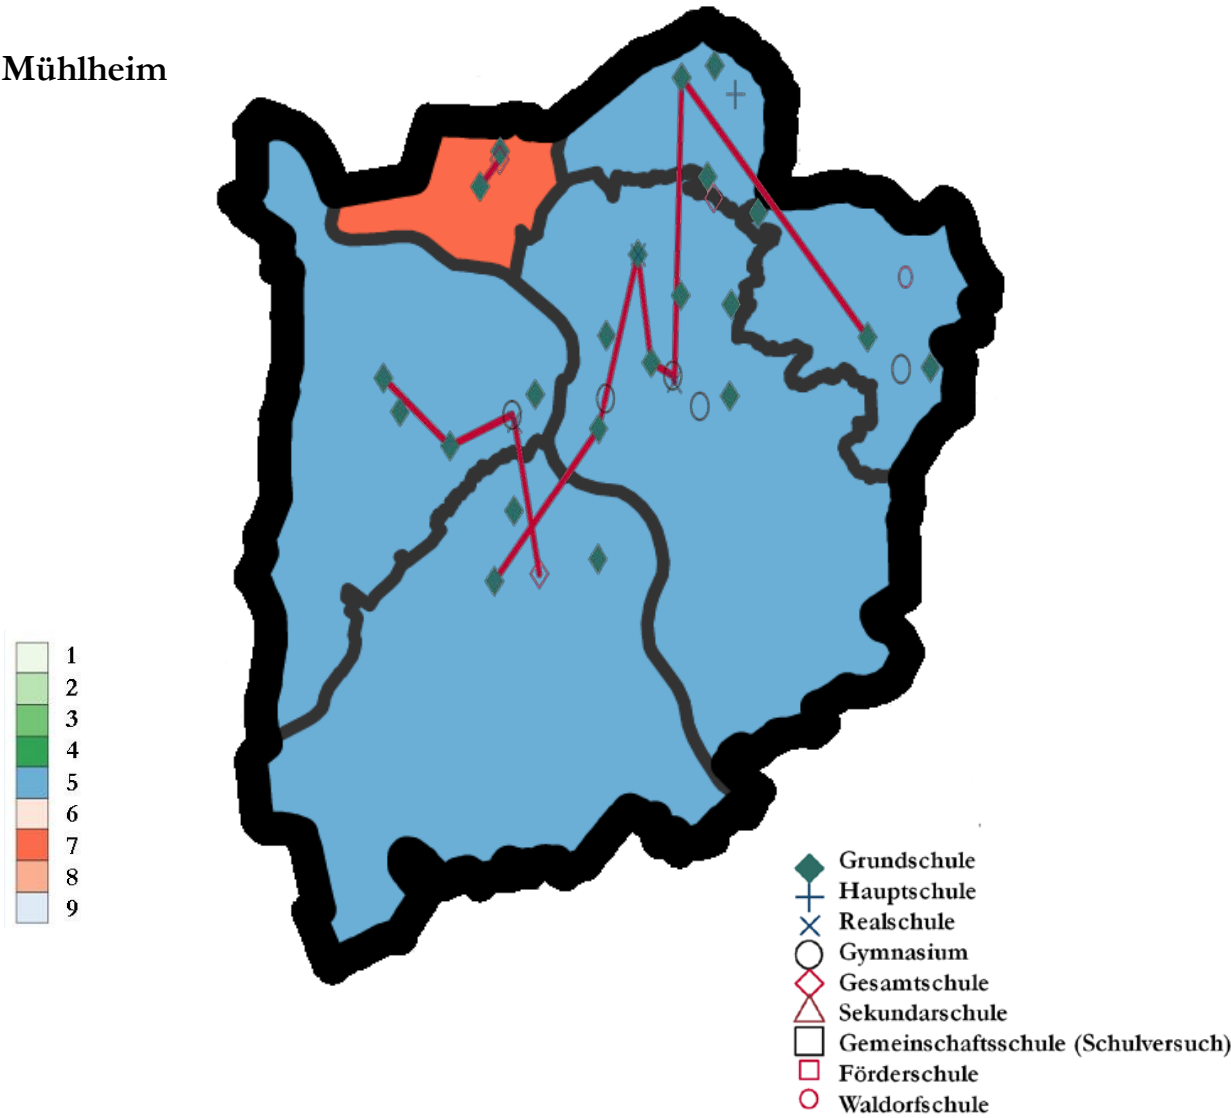 Mühlheim
1
2
3
4
5
6
7
8
9
Grundschule
Hauptschule
Realschule
Gymnasium
Gesamtschule
Sekundarschule
Gemeinschaftsschule (Schulversuch)
Förderschule
Waldorfschule